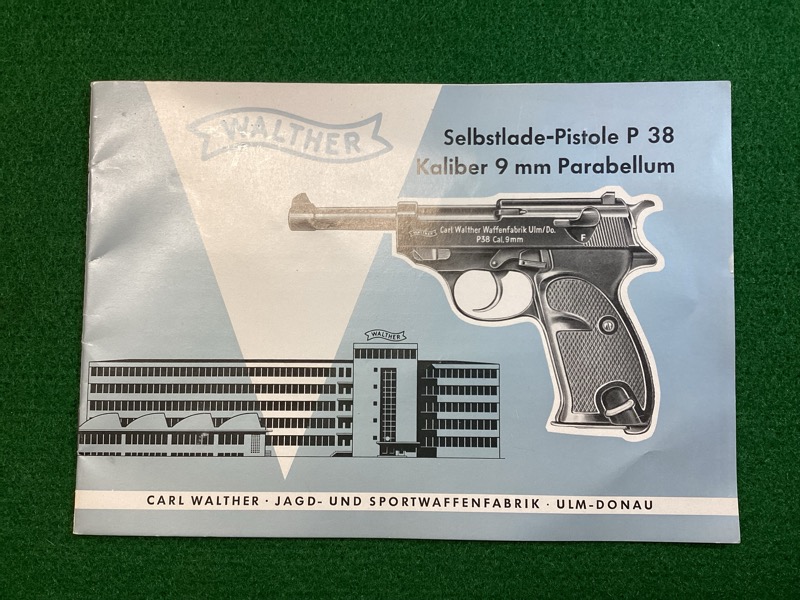 WALTHER
Selbstlade-Pistole P 38
Kaliber 9 mm Parabellum
Carl Walther Waffenfabrik Ulm/Do.
P38 Cal. 9mm
F
WALTHER
CARL WALTHER · JAGD- UND SPORTWAFFENFABRIK · ULM-DONAU